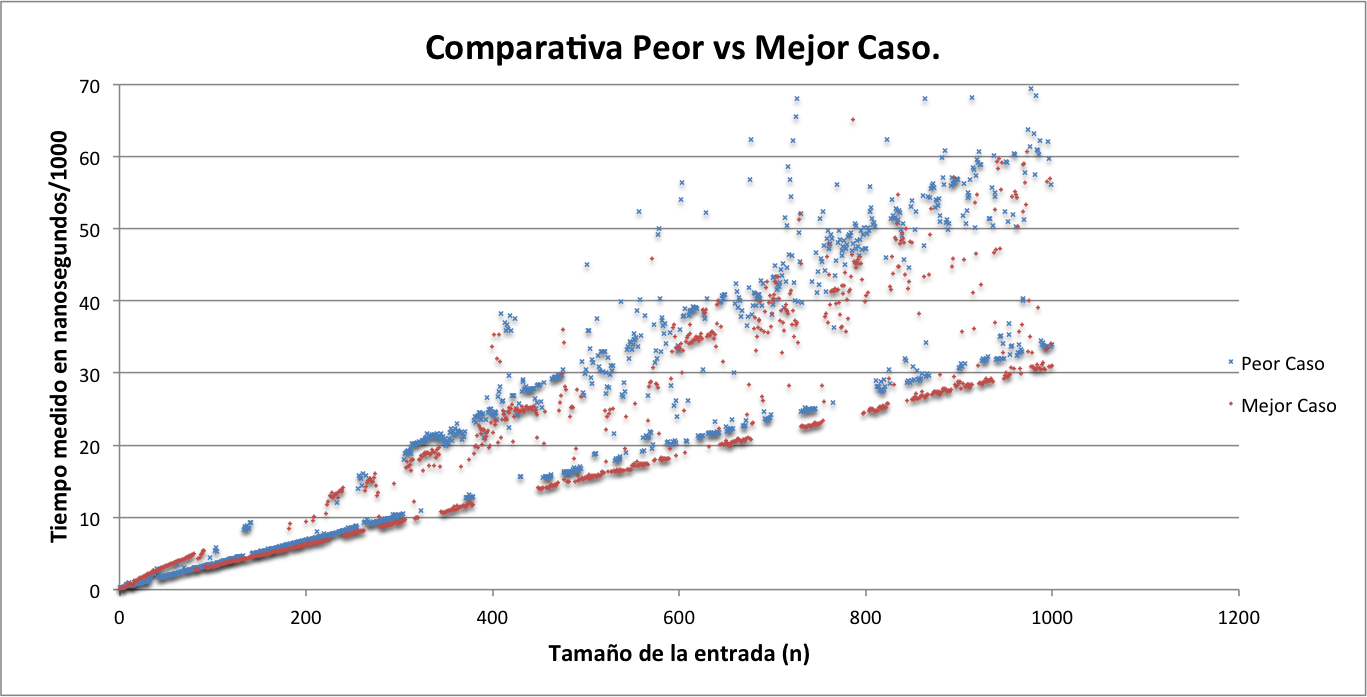 Comparativa Peor vs Mejor Caso.
Tiempo medido en nanosegundos/1000
70
60
50
40
30
20
10
0
0 200 400 600 800 1000 1200
Tamaño de la entrada (n)
Peor Caso
Mejor Caso